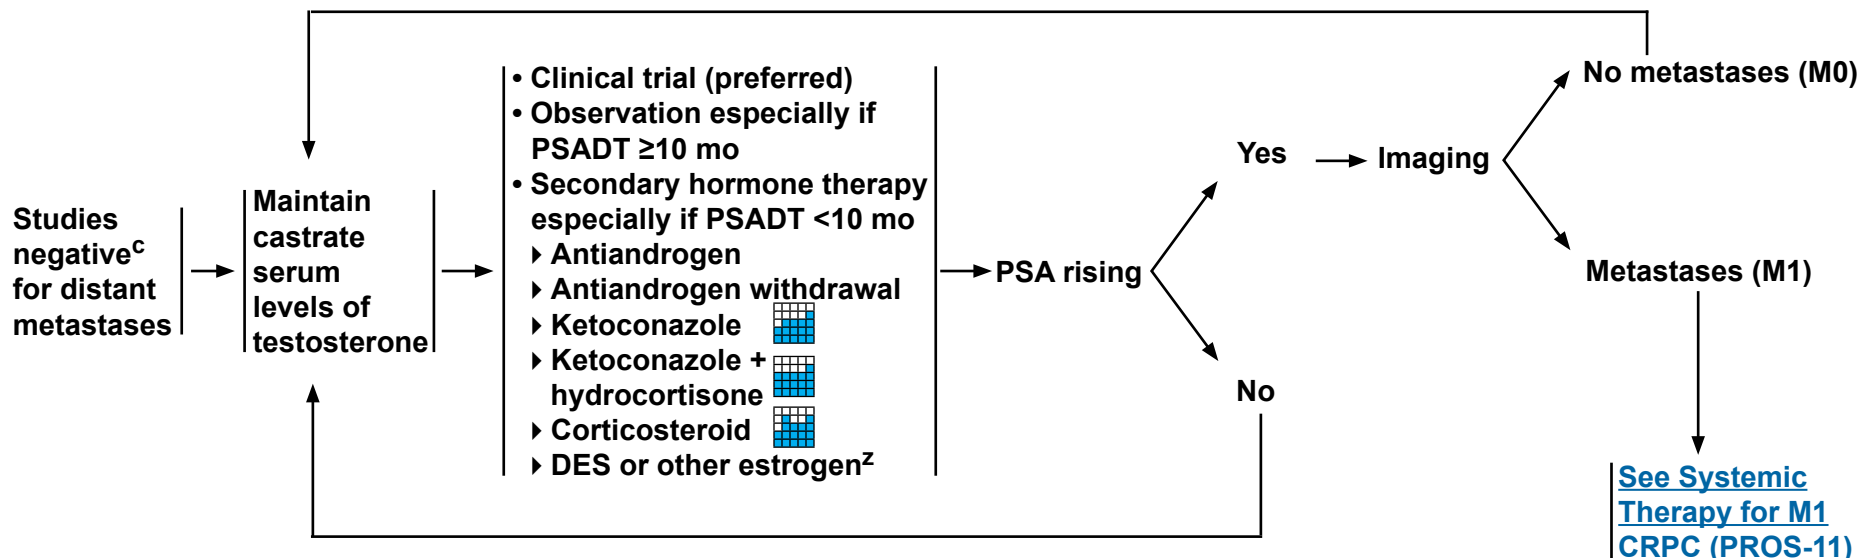 Studies
negativeᶜ
for distant
metastases
Maintain
castrate
serum
levels of
testosterone
• Clinical trial (preferred)
• Observation especially if
PSADT ≥10 mo
• Secondary hormone therapy
especially if PSADT <10 mo
▸ Antiandrogen
▸ Antiandrogen withdrawal
▸ Ketoconazole
▸ Ketoconazole +
hydrocortisone
▸ Corticosteroid
▸ DES or other estrogenᶻ
PSA rising
Yes
No
Imaging
No metastases (M0)
Metastases (M1)
See Systemic
Therapy for M1
CRPC (PROS-11)